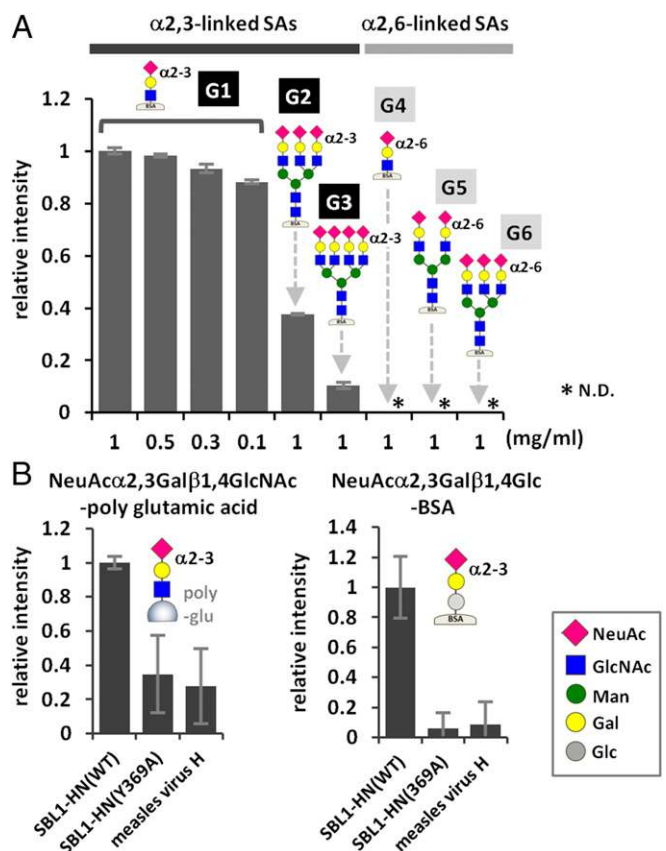 A
α2,3-linked SAs
α2,6-linked SAs
α2-3
BSA
G1
G2
α2-3
BSA
G3
α2-3
BSA
G4
α2-6
BSA
G5
α2-6
BSA
G6
α2-6
BSA
relative intensity
1.2
1
0.8
0.6
0.4
0.2
0
* * *
* N.D.
1 0.5 0.3 0.1 1 1 1 1 1 (mg/ml)
B
NeuAcα2,3Galβ1,4GlcNAc
-poly glutamic acid
relative intensity
1.2
1
0.8
0.6
0.4
0.2
0
α2-3
poly
-glu
SBL1-HN(WT)
SBL1-HN(Y369A)
measles virus H
NeuAcα2,3Galβ1,4Glc
-BSA
relative intensity
1.4
1.2
1
0.8
0.6
0.4
0.2
0
α2-3
BSA
SBL1-HN(WT)
SBL1-HN(369A)
measles virus H
NeuAc
GlcNAc
Man
Gal
Glc